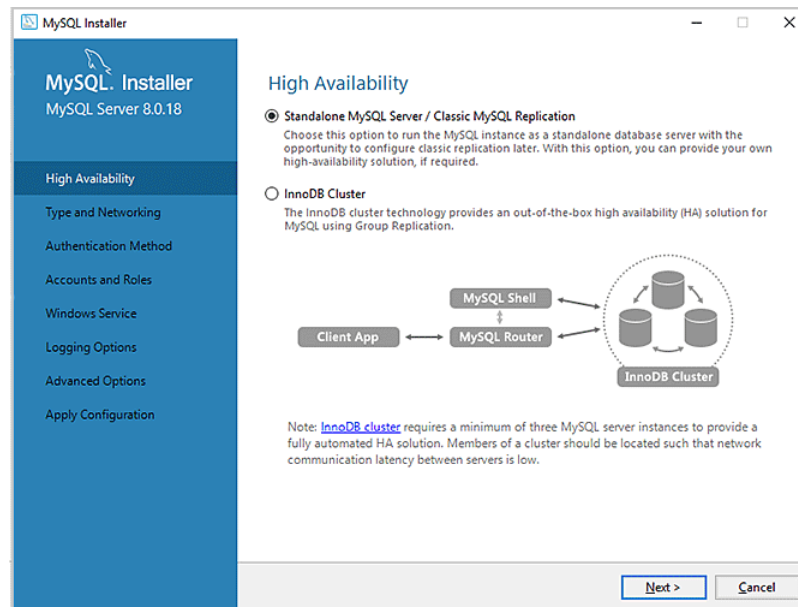 MySQL Installer
MySQL. Installer
MySQL Server 8.0.18
High Availability
Type and Networking
Authentication Method
Accounts and Roles
Windows Service
Logging Options
Advanced Options
Apply Configuration
High Availability
Standalone MySQL Server / Classic MySQL Replication
Choose this option to run the MySQL instance as a standalone database server with the
opportunity to configure classic replication later. With this option, you can provide your own
high-availability solution, if required.
InnoDB Cluster
The InnoDB cluster technology provides an out-of-the-box high availability (HA) solution for
MySQL using Group Replication.
MySQL Shell
Client App
MySQL Router
InnoDB Cluster
Note: InnoDB cluster requires a minimum of three MySQL server instances to provide a
fully automated HA solution. Members of a cluster should be located such that network
communication latency between servers is low.
Next >
Cancel